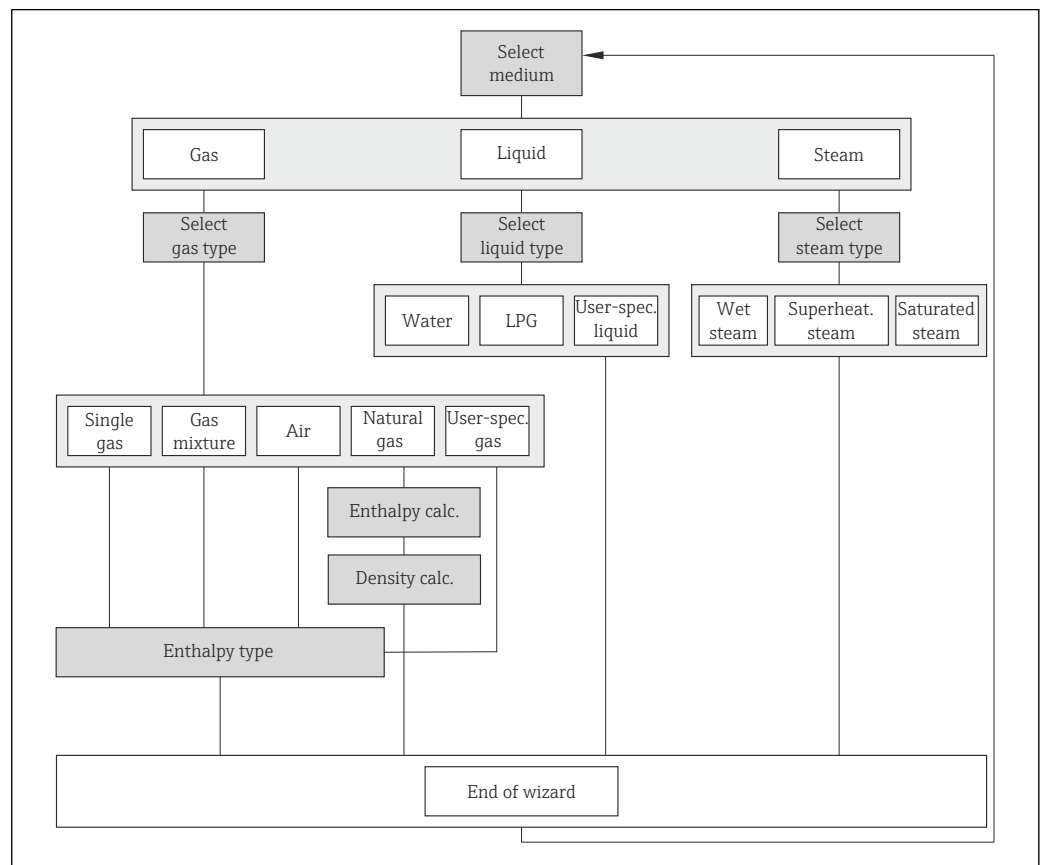 Select
medium
Gas
Liquid
Steam
Select
gas type
Select
liquid type
Select
steam type
Water
LPG
User-spec.
liquid
Wet
steam
Superheat.
steam
Saturated
steam
Single
gas
Gas
mixture
Air
Natural
gas
User-spec.
gas
Enthalpy calc.
Density calc.
Enthalpy type
End of wizard